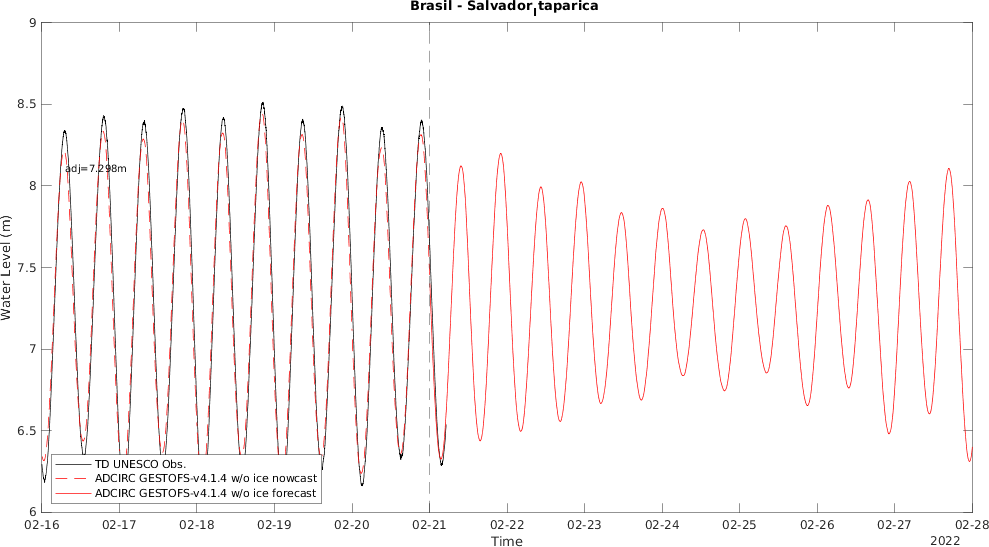 Brasil - Salvador_Itaparica
9
8.5
8
7.5
7
6.5
6
Water Level (m)
adj=7.298m
TD UNESCO Obs.
ADCIRC GESTOFS-v4.1.4 w/o ice nowcast
ADCIRC GESTOFS-v4.1.4 w/o ice forecast
02-16 02-17 02-18 02-19 02-20 02-21 02-22 02-23 02-24 02-25 02-26 02-27 02-28
Time
2022